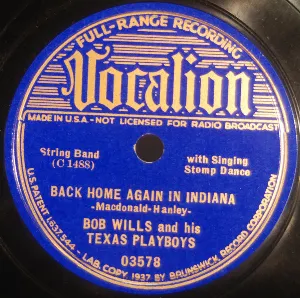 FULL-RANGE RECORDING
Vocalion
MADE IN U.S.A.- NOT LICENSED FOR RADIO BROADCAST
String Band
(C 1488)
with Singing
Stomp Dance
BACK HOME AGAIN IN INDIANA
-Macdonald-Hanley-
BOB WILLS and his
TEXAS PLAYBOYS
03578
U.S. PATENT 1,637,544 - LAB. COPY 1937 BY BRUNSWICK RECORD CORPORATION